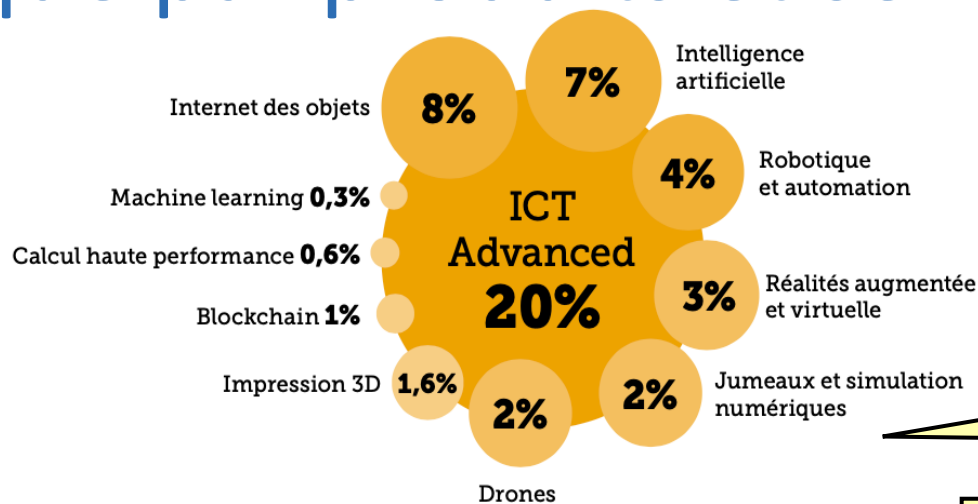 8%
7%
Intelligence
artificielle
Internet des objets
4%
Robotique
et automation
Machine learning 0,3%
ICT
Advanced
20%
Calcul haute performance 0,6%
3%
Réalités augmentée
et virtuelle
Blockchain 1%
Impression 3D 1,6%
2%
2%
Jumeaux et simulation
numériques
Drones